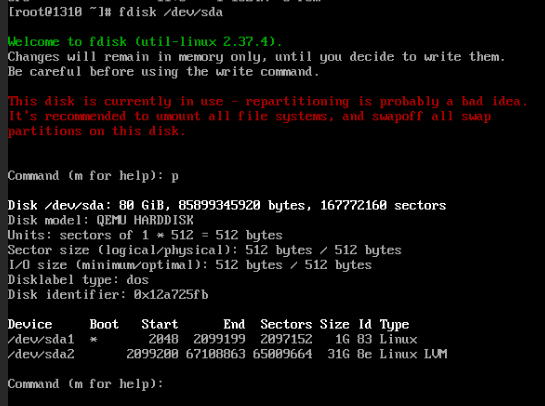 [root@1310 ~]# fdisk /dev/sda
Welcome to fdisk (util-linux 2.37.4).
Changes will remain in memory only, until you decide to write them.
Be careful before using the write command.
This disk is currently in use - repartitioning is probably a bad idea.
It's recommended to umount all file systems, and swapoff all swap
partitions on this disk.
Command (m for help): p
Disk /dev/sda: 80 GiB, 85899345920 bytes, 167772160 sectors
Disk model: QEMU HARDDISK
Units: sectors of 1 * 512 = 512 bytes
Sector size (logical/physical): 512 bytes / 512 bytes
I/O size (minimum/optimal): 512 bytes / 512 bytes
Disklabel type: dos
Disk identifier: 0x12a725fb
Device     Boot   Start      End  Sectors Size Id Type
/dev/sda1  *       2048  2099199  2097152   1G 83 Linux
/dev/sda2       2099200 67108863 65009664  31G 8e Linux LVM
Command (m for help):